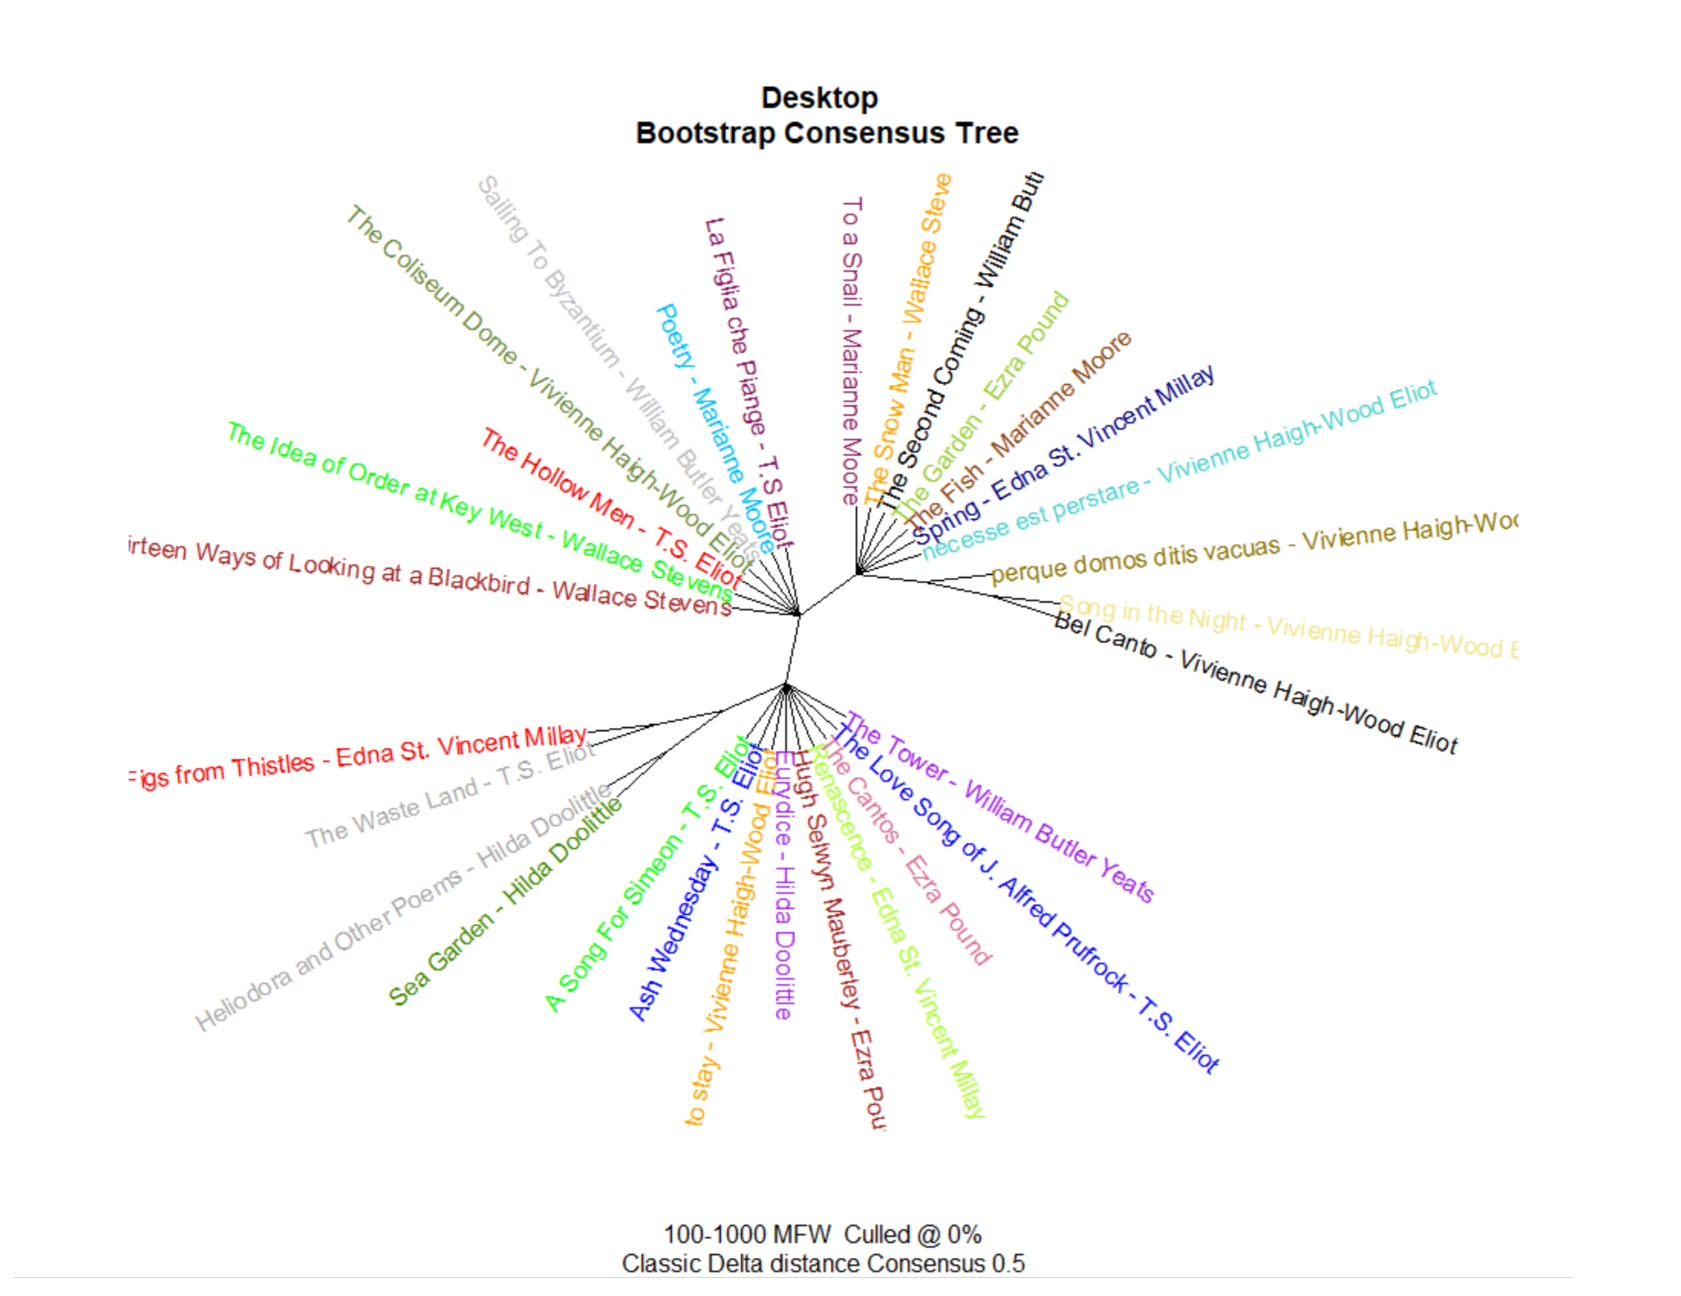 Desktop
Bootstrap Consensus Tree
Sailing To Byzantium - William Butler Yeats
The Coliseum Dome - Vivienne Haigh-Wood Eliot
La Figlia che Piange - T.S Eliot
Poetry - Marianne Moore
The Hollow Men - T.S. Eliot
The Idea of Order at Key West - Wallace Stevens
irteen Ways of Looking at a Blackbird - Wallace Stevens
To a Snail - Marianne Moore
The Snow Man - Wallace Steve
The Second Coming - William Butl
The Garden - Ezra Pound
The Fish - Marianne Moore
Spring - Edna St. Vincent Millay
necesse est perstare - Vivienne Haigh-Wood Eliot
perque domos ditis vacuas - Vivienne Haigh-Woo
Song in the Night - Vivienne Haigh-Wood E
Bel Canto - Vivienne Haigh-Wood Eliot
Figs from Thistles - Edna St. Vincent Millay
The Waste Land - T.S. Eliot
Heliodora and Other Poems - Hilda Doolittle
Sea Garden - Hilda Doolittle
A Song For Simeon - T.S. Eliot
Ash Wednesday - T.S. Eliot
to stay - Vivienne Haigh-Wood Eliot
Eurydice - Hilda Doolittle
Hugh Selwyn Mauberley - Ezra Pou
Renascence - Edna St. Vincent Millay
The Cantos - Ezra Pound
The Love Song of J. Alfred Prufrock - T.S. Eliot
The Tower - William Butler Yeats
100-1000 MFW Culled @ 0%
Classic Delta distance Consensus 0.5